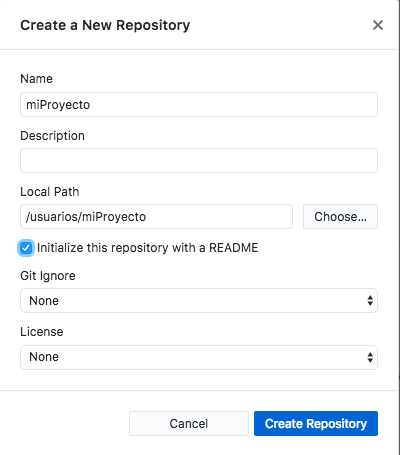 Create a New Repository
Name
miProyecto
Description
Local Path
/usuarios/miProyecto
Choose...
Initialize this repository with a README
Git Ignore
None
License
None
Cancel
Create Repository